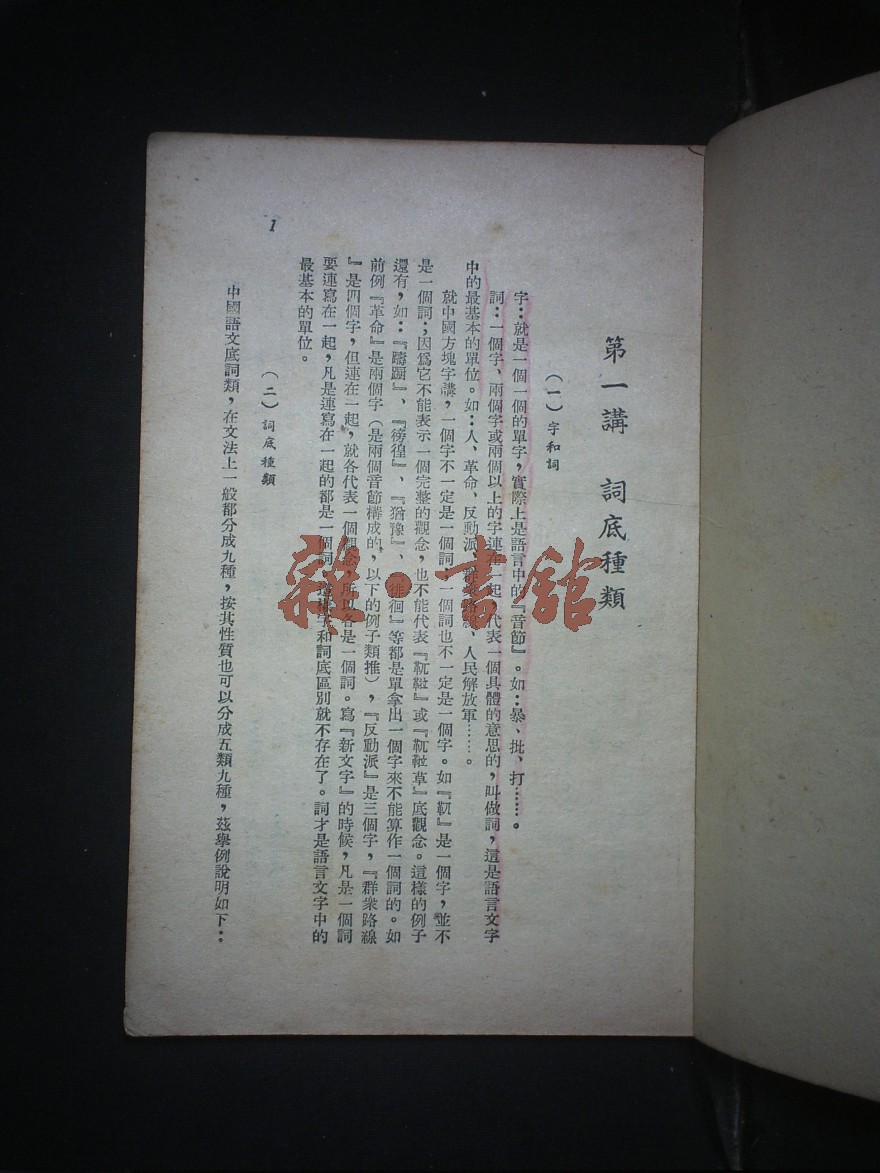 第一講　詞底種類
（一）字和詞
字：就是一個一個的單字，實際上是語言中的『音節』。如：暴、批、打……。
詞：一個字、兩個字或兩個以上的字連在一起，代表一個具體的意思的，叫做詞，這是語言文字
中的最基本的單位。如：人、革命、反動派、群眾路線、人民解放軍……。
就中國方塊字講，一個字不一定是一個詞，一個詞也不一定是一個字。如『靰』是一個字，並不
是一個詞；因爲它不能表示一個完整的觀念，也不能代表『靰鞡』或『靰鞡草』底觀念。這樣的例子
還有，如：『躊躇』、『徬徨』、『猶豫』、『徘徊』等都是單拿出一個字來不能算作一個詞的。如
前例『革命』是兩個字（是兩個音節構成的，以下的例子類推），『反動派』是三個字，『群眾路線
』是四個字，但連在一起，就各代表一個觀念，所以各是一個詞。寫『新文字』的時候，凡是一個詞
要連寫在一起，凡是連寫在一起的都是一個詞，這樣字和詞底區別就不存在了。詞才是語言文字中的
最基本的單位。
（二）詞底種類
中國語文底詞類，在文法上一般都分成九種，按其性質也可以分成五類九種，茲舉例說明如下：
1
雜·書館